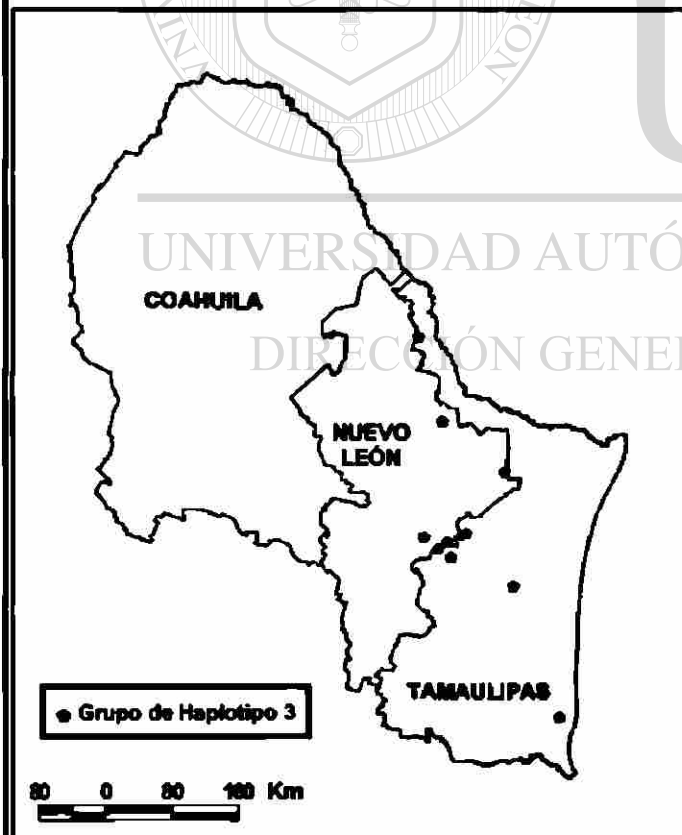 UNIVERSIDAD AUTÓ
COAHUILA
DIRECCIÓN GENE
NUEVO
LEÓN
TAMAULIPAS
Grupo de Haplotipo 3
80 0 80 160 Km